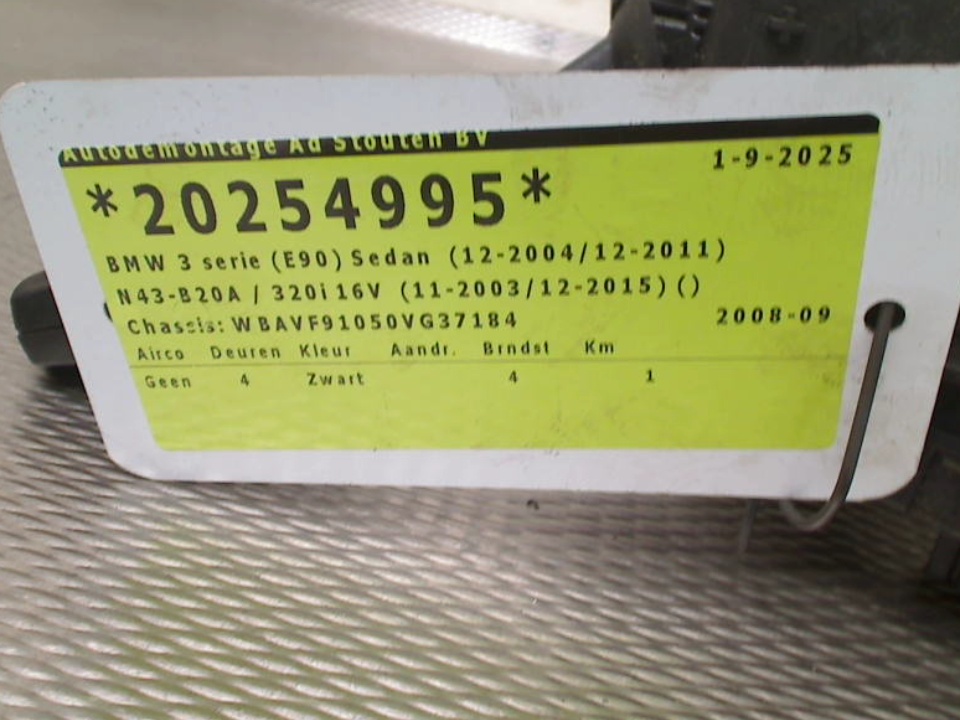 Autodemontage Ad Stouten BV
1-9-2025
*20254995*
BMW 3 serie (E90) Sedan (12-2004/12-2011)
N43-B20A / 320i 16V (11-2003/12-2015) ()
Chassis: WBAVF91050VG37184 2008-09
Airco Deuren Kleur Aandr. Brndst Km
Geen 4 Zwart 4 1